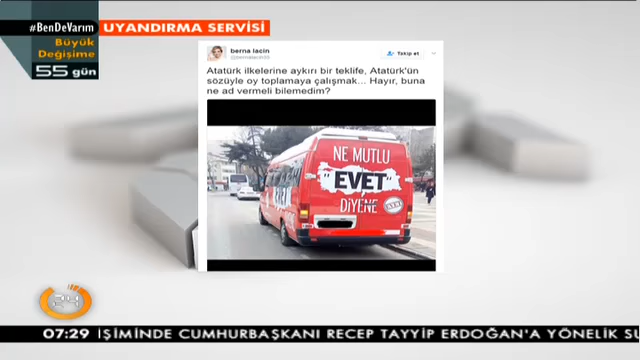 #BenDeVarım
UYANDIRMA SERVİSİ
Büyük
Değişime
55 gün
berna lacin
Takip et
Atatürk ilkelerine aykırı bir teklife, Atatürk'ün
sözüyle oy toplamaya çalışmak... Hayır, buna
ne ad vermeli bilemedim?
NE MUTLU
"EVET"
DİYENE
24
07:29 İŞİMİNDE CUMHURBAŞKANI RECEP TAYYİP ERDOĞAN'A YÖNELİK SU